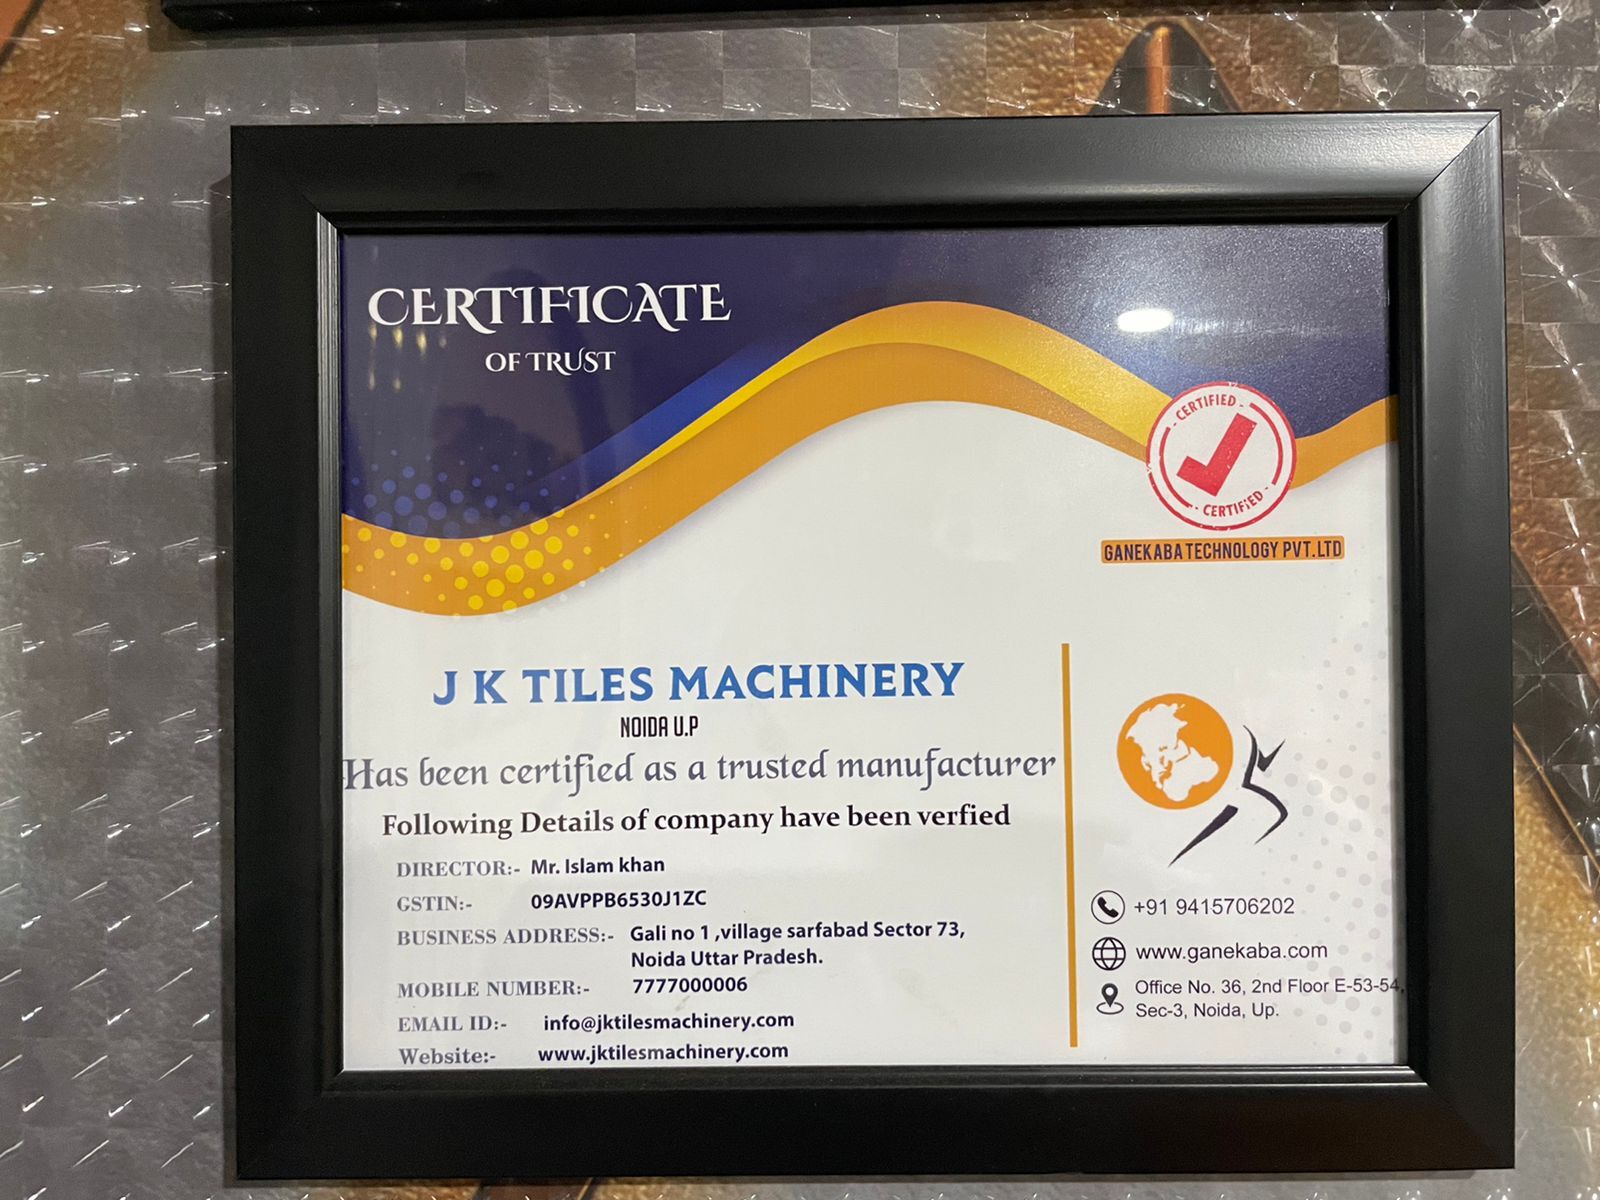 CERTIFICATE
OF TRUST
CERTIFIED
CERTIFIED
GANEKABA TECHNOLOGY PVT.LTD
J K TILES MACHINERY
NOIDA U.P
Has been certified as a trusted manufacturer
Following Details of company have been verfied
DIRECTOR:- Mr. Islam khan
GSTIN:- 09AVPPB6530J1ZC
BUSINESS ADDRESS:- Gali no 1 ,village sarfabad Sector 73,
Noida Uttar Pradesh.
MOBILE NUMBER:- 7777000006
EMAIL ID:- info@jktilesmachinery.com
Website:- www.jktilesmachinery.com
+91 9415706202
www.ganekaba.com
Office No. 36, 2nd Floor E-53-54,
Sec-3, Noida, Up.